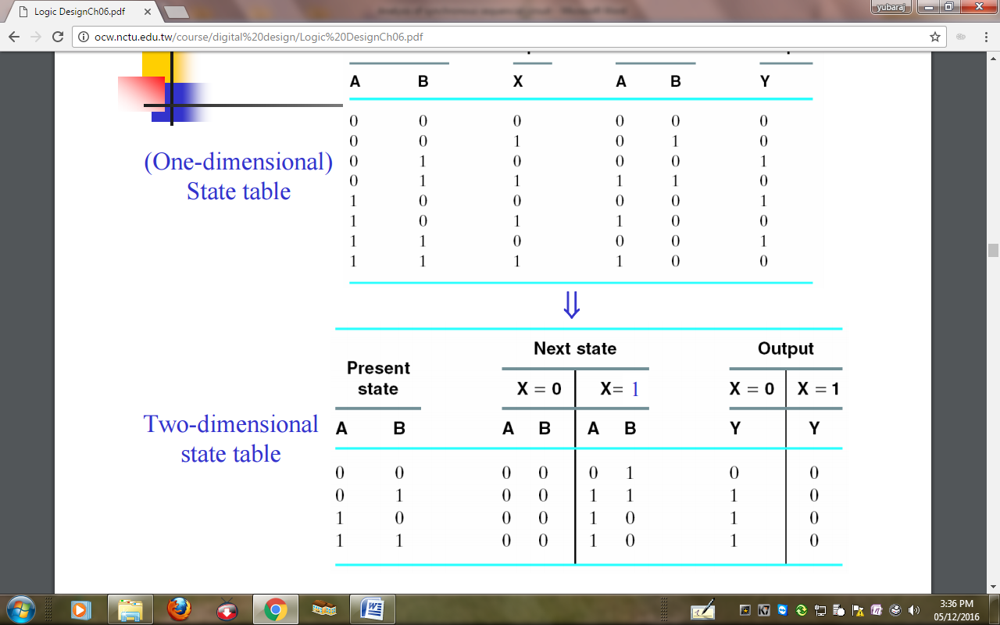 yubaraj
Logic DesignCh06.pdf
ocw.nctu.edu.tw/course/digital%20design/Logic%20DesignCh06.pdf
A B X A B Y
0 0 0 0 0 0
0 0 1 0 1 0
0 1 0 0 0 1
0 1 1 1 1 0
1 0 0 0 0 1
1 0 1 1 0 0
1 1 0 0 0 1
1 1 1 1 0 0
(One-dimensional)
State table
⇓
Next state Output
Present
state
X = 0 X= 1 X = 0 X = 1
A B A B A B Y Y
0 0 0 0 0 1 0 0
0 1 0 0 1 1 1 0
1 0 0 0 1 0 1 0
1 1 0 0 1 0 1 0
Two-dimensional
state table
3:36 PM
05/12/2016